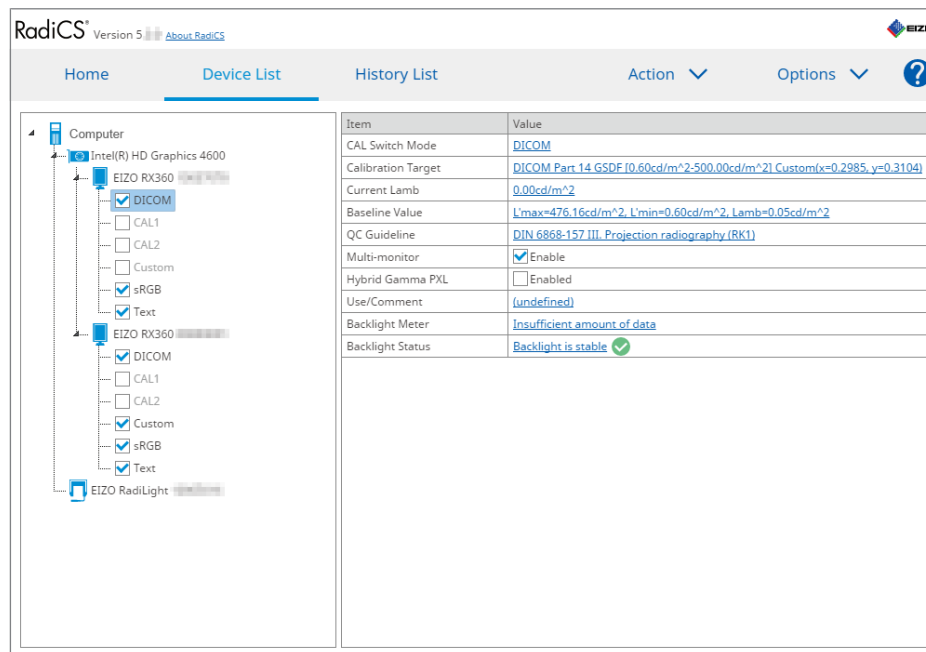 RadiCS® Version 5. About RadiCS
Home Device List History List Action Options ?
Computer
Intel(R) HD Graphics 4600
EIZO RX360
DICOM
CAL1
CAL2
Custom
sRGB
Text
EIZO RX360
DICOM
CAL1
CAL2
Custom
sRGB
Text
EIZO RadiLight
Item Value
CAL Switch Mode DICOM
Calibration Target DICOM Part 14 GSDF [0.60cd/m^2-500.00cd/m^2] Custom(x=0.2985, y=0.3104)
Current Lamb 0.00cd/m^2
Baseline Value L'max=476.16cd/m^2, L'min=0.60cd/m^2, Lamb=0.05cd/m^2
QC Guideline DIN 6868-157 III. Projection radiography (RK1)
Multi-monitor Enable
Hybrid Gamma PXL Enabled
Use/Comment (undefined)
Backlight Meter Insufficient amount of data
Backlight Status Backlight is stable